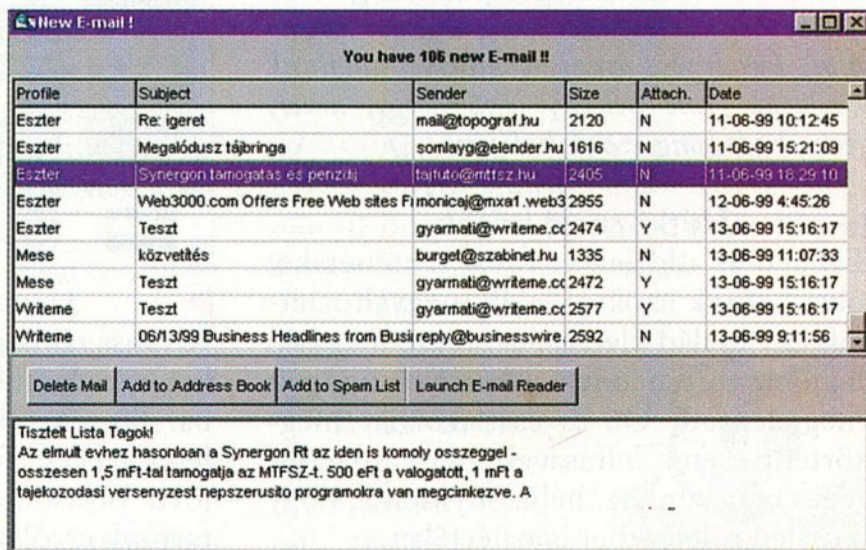 New E-mail !
You have 106 new E-mail !!
Profile Subject Sender Size Attach. Date
Eszter Re: igeret mail@topograf.hu 2120 N 11-06-99 10:12:45
Eszter Megalódusz tájbringa somlayg@elender.hu 1616 N 11-06-99 15:21:09
Eszter Synergon tamogatas es penzdij tajfuto@mtfsz.hu 2405 N 11-06-99 18:29:10
Eszter Web3000.com Offers Free Web sites Fr monicaj@mxa1.web3 2955 N 12-06-99 4:45:26
Eszter Teszt gyarmati@writeme.cc 2474 Y 13-06-99 15:16:17
Mese közvetítés burget@szabinet.hu 1335 N 13-06-99 11:07:33
Mese Teszt gyarmati@writeme.cc 2472 Y 13-06-99 15:16:17
Writeme Teszt gyarmati@writeme.cc 2577 Y 13-06-99 15:16:17
Writeme 06/13/99 Business Headlines from Busi reply@businesswire. 2592 N 13-06-99 9:11:56
Delete Mail Add to Address Book Add to Spam List Launch E-mail Reader
Tisztelt Lista Tagok!
Az elmult evhez hasonloan a Synergon Rt az iden is komoly osszeggel -
osszesen 1,5 mFt-tal tamogatja az MTFSZ-t. 500 eFt a valogatott, 1 mFt a
tajekozodasi versenyzest nepszerusito programokra van megcimkezve. A